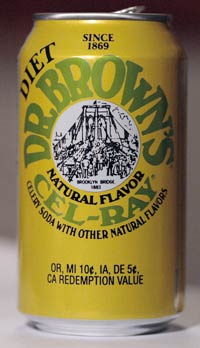 SINCE
1869
DIET
DR. BROWN'S
BROOKLYN BRIDGE
1883
NATURAL FLAVOR
CEL-RAY®
CELERY SODA WITH OTHER NATURAL FLAVORS
OR, MI 10¢, IA, DE 5¢,
CA REDEMPTION VALUE